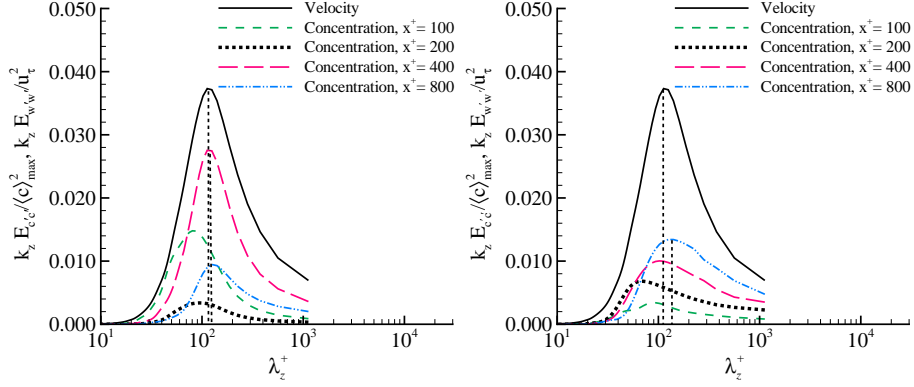 0.050
0.040
0.030
0.020
0.010
0.000
k_z E_c'c'/⟨c⟩²_max, k_z E_w'w'/u²_τ
Velocity
Concentration, x⁺= 100
Concentration, x⁺= 200
Concentration, x⁺= 400
Concentration, x⁺= 800
10¹
10²
10³
10⁴
λ_z⁺
0.050
0.040
0.030
0.020
0.010
0.000
k_z E_c'c'/⟨c⟩²_max, k_z E_w'w'/u²_τ
Velocity
Concentration, x⁺= 100
Concentration, x⁺= 200
Concentration, x⁺= 400
Concentration, x⁺= 800
10¹
10²
10³
10⁴
λ_z⁺